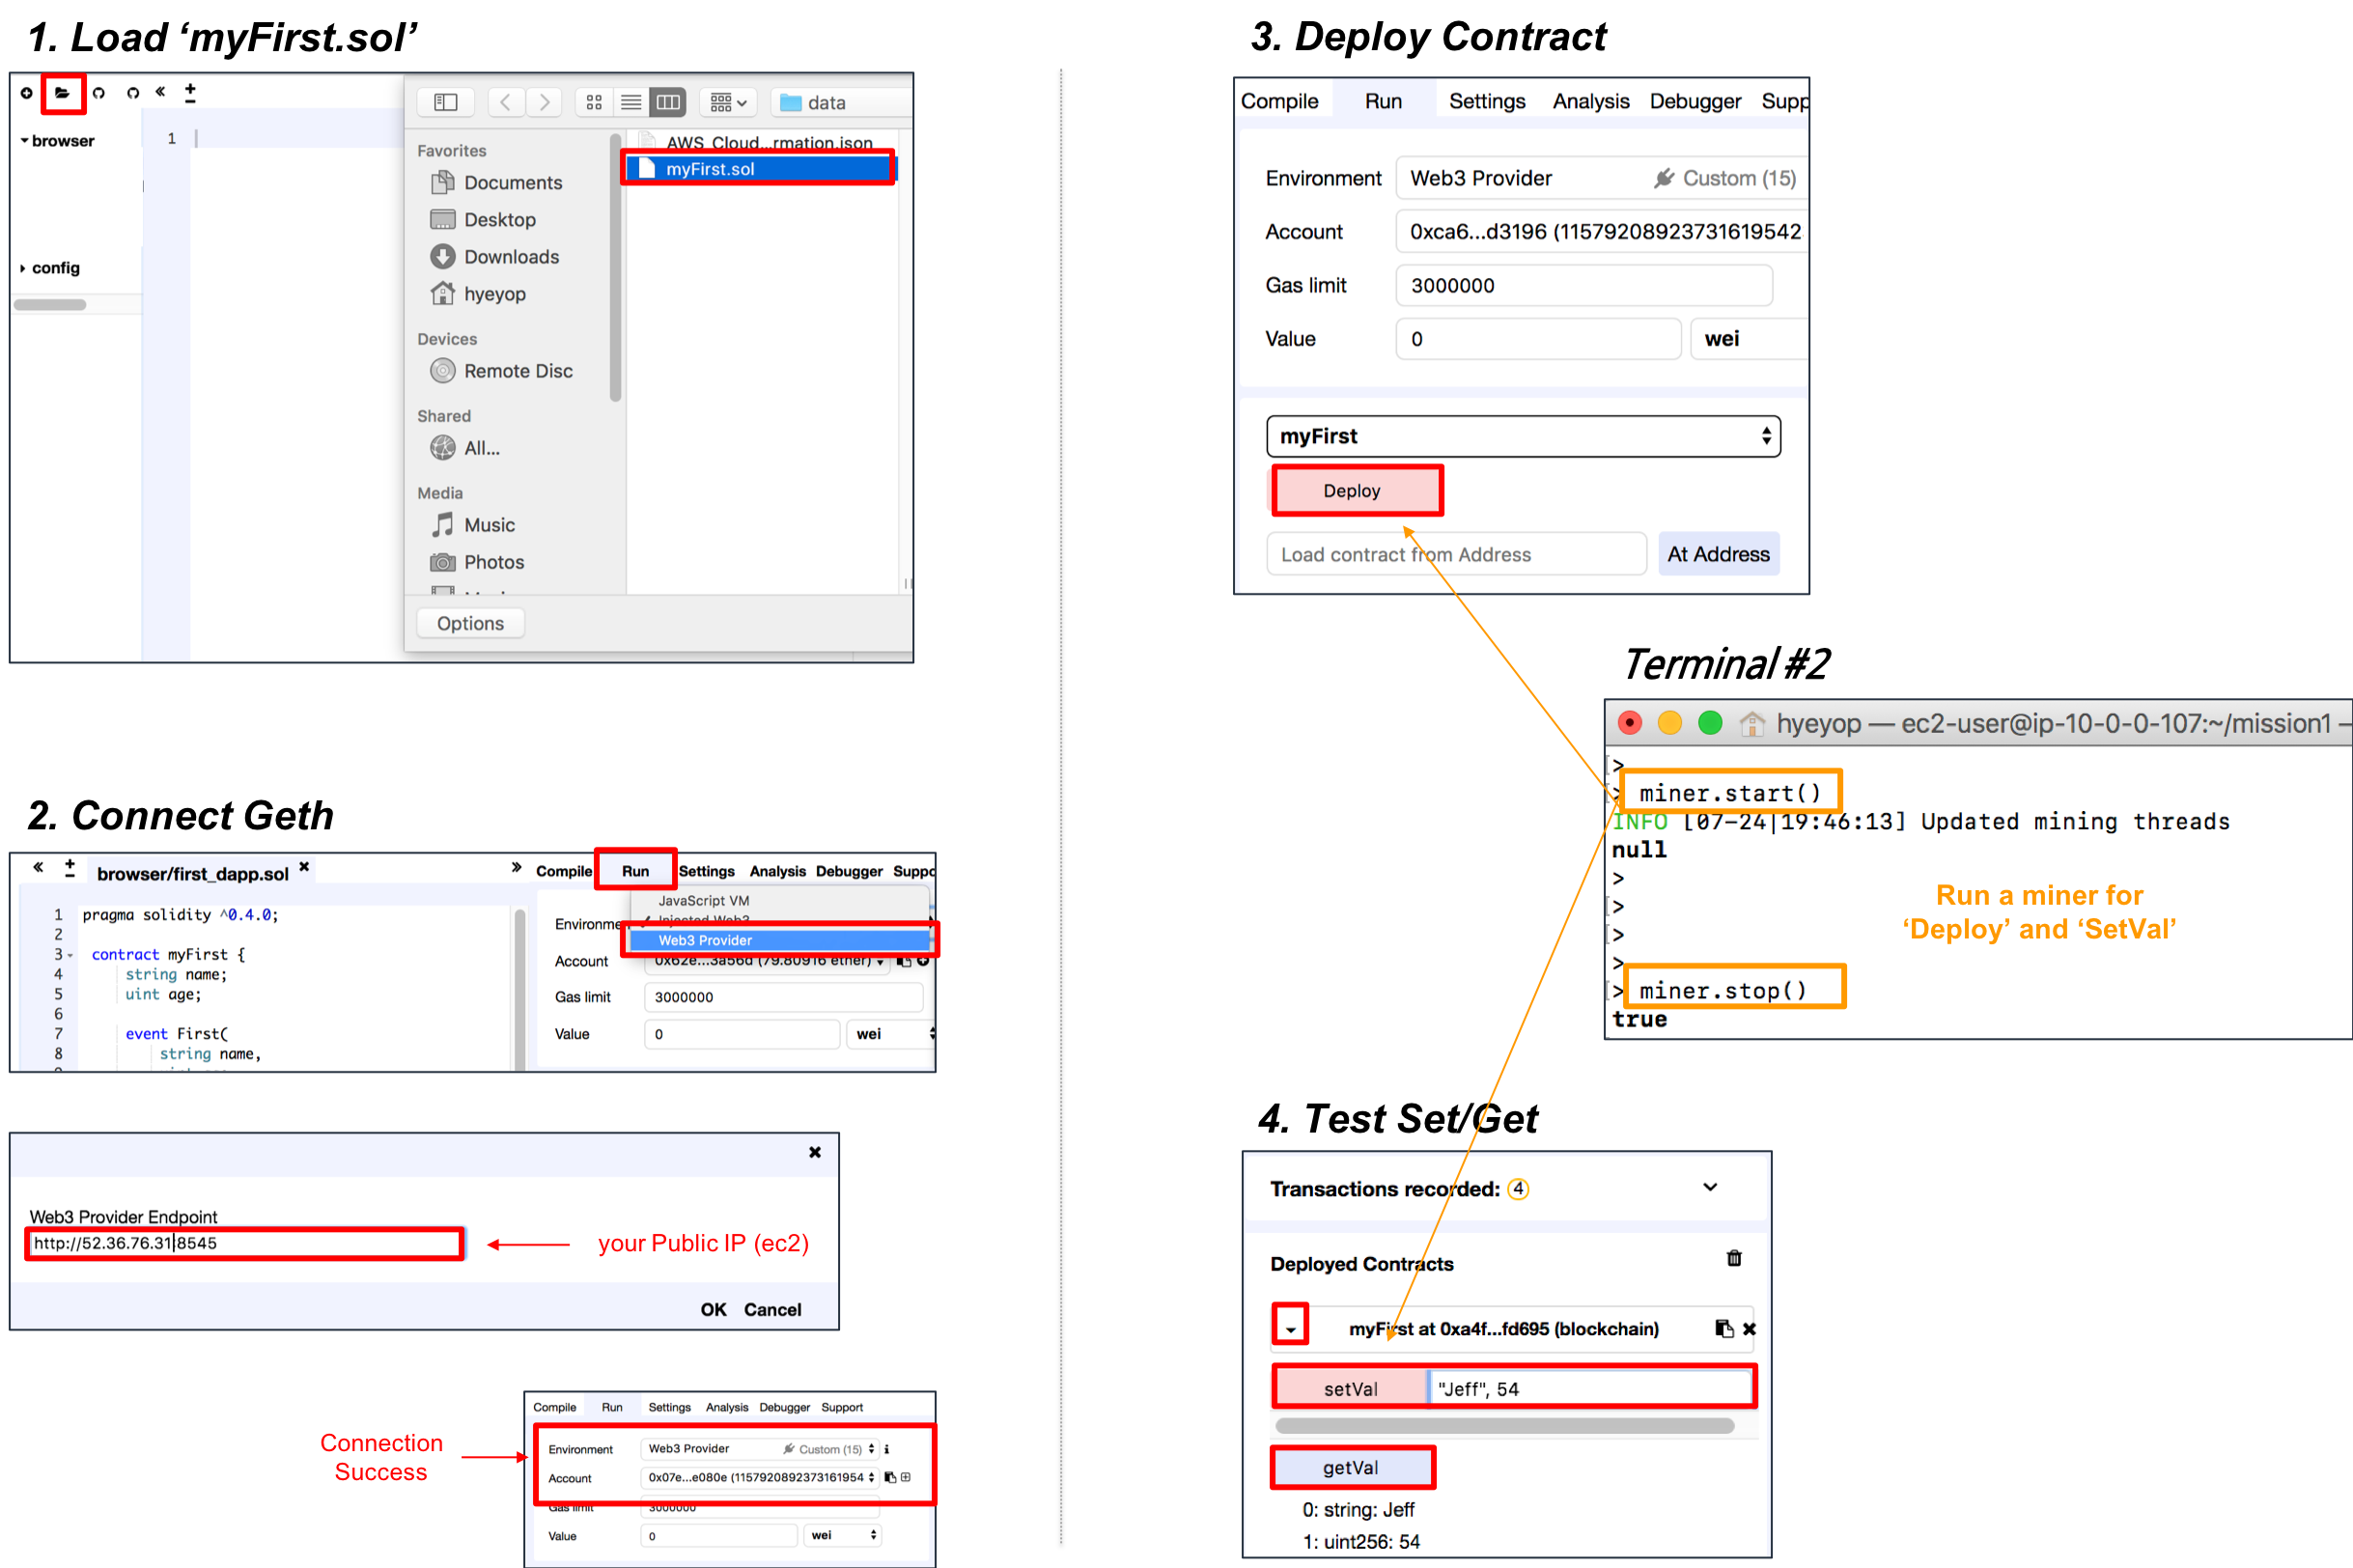 1. Load ‘myFirst.sol’
browser
config
1
data
Favorites
Documents
Desktop
Downloads
hyeyop
Devices
Remote Disc
Shared
All...
Media
Music
Photos
Options
AWS_Cloud...rmation.json
myFirst.sol
2. Connect Geth
browser/first_dapp.sol
1 pragma solidity ^0.4.0;
2
3 contract myFirst {
4 string name;
5 uint age;
6
7 event First(
8 string name,
Compile Run Settings Analysis Debugger Suppo
JavaScript VM
Injected Web3
Web3 Provider
Environme
Account 0x62e...3a56d (79.80916 ether)
Gas limit 3000000
Value 0 wei
Web3 Provider Endpoint
http://52.36.76.31:8545
your Public IP (ec2)
OK Cancel
Connection
Success
Compile Run Settings Analysis Debugger Support
Environment Web3 Provider Custom (15)
Account 0x07e...e080e (1157920892373161954
Gas limit 3000000
Value 0 wei
3. Deploy Contract
Compile Run Settings Analysis Debugger Supp
Environment Web3 Provider Custom (15)
Account 0xca6...d3196 (11579208923731619542
Gas limit 3000000
Value 0 wei
myFirst
Deploy
Load contract from Address At Address
Terminal #2
hyeyop — ec2-user@ip-10-0-0-107:~/mission1 —
>
> miner.start()
INFO [07-24|19:46:13] Updated mining threads
null
>
>
>
>
> miner.stop()
true
Run a miner for
‘Deploy’ and ‘SetVal’
4. Test Set/Get
Transactions recorded: 4
Deployed Contracts
myFirst at 0xa4f...fd695 (blockchain)
setVal "Jeff", 54
getVal
0: string: Jeff
1: uint256: 54